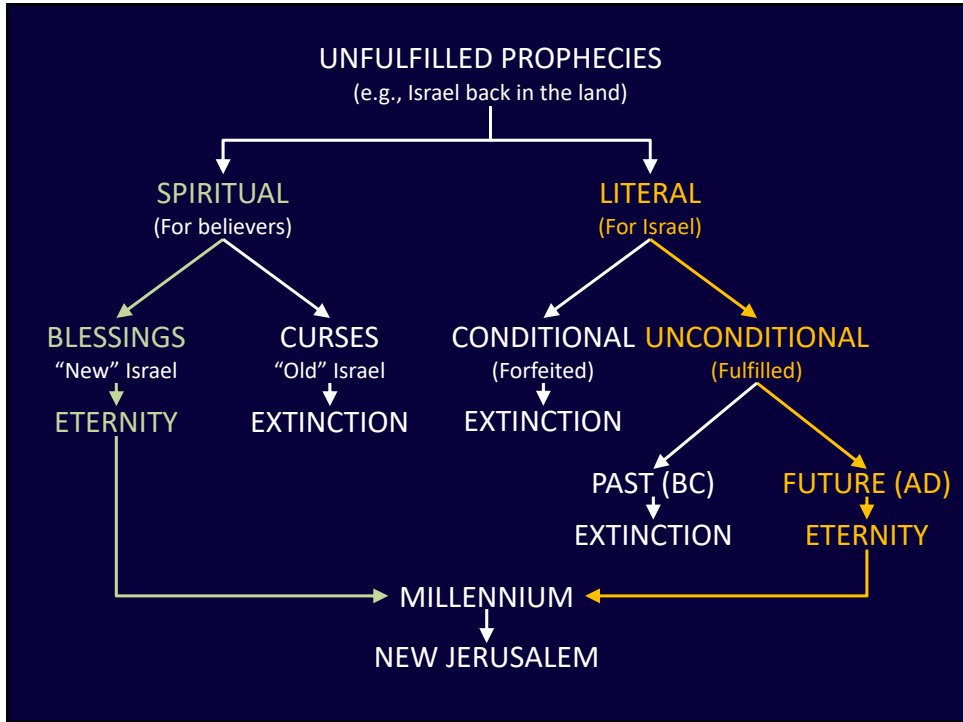 UNFULFILLED PROPHECIES
(e.g., Israel back in the land)
SPIRITUAL
(For believers)
LITERAL
(For Israel)
BLESSINGS
“New” Israel
ETERNITY
CURSES
“Old” Israel
EXTINCTION
CONDITIONAL
(Forfeited)
EXTINCTION
UNCONDITIONAL
(Fulfilled)
PAST (BC)
EXTINCTION
FUTURE (AD)
ETERNITY
MILLENNIUM
NEW JERUSALEM